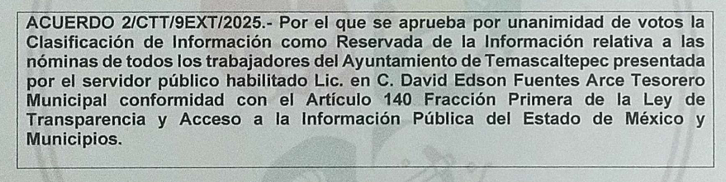 ACUERDO 2/CTT/9EXT/2025.- Por el que se aprueba por unanimidad de votos la
Clasificación de Información como Reservada de la Información relativa a las
nóminas de todos los trabajadores del Ayuntamiento de Temascaltepec presentada
por el servidor público habilitado Lic. en C. David Edson Fuentes Arce Tesorero
Municipal conformidad con el Artículo 140 Fracción Primera de la Ley de
Transparencia y Acceso a la Información Pública del Estado de México y
Municipios.